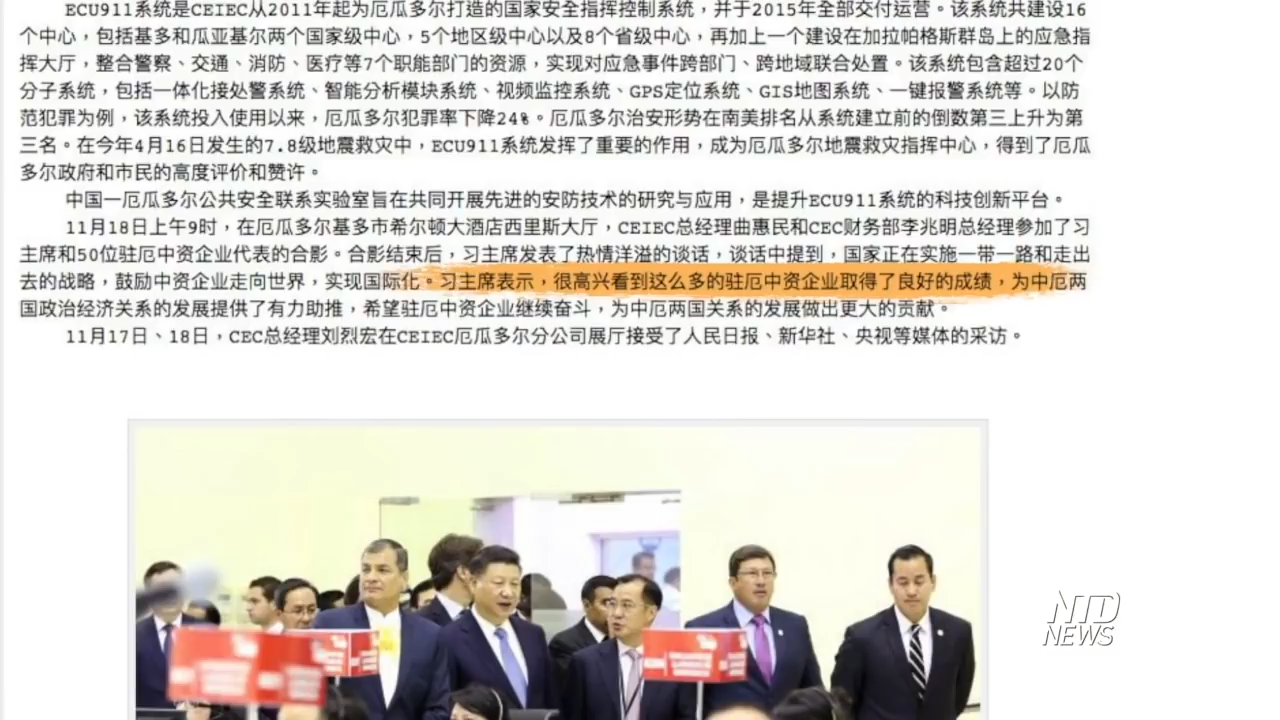 ECU911系统是CEIEC从2011年起为厄瓜多尔打造的国家安全指挥控制系统，并于2015年全部交付运营。该系统共建设16
个中心，包括基多和瓜亚基尔两个国家级中心，5个地区级中心以及8个省级中心，再加上一个建设在加拉帕格斯群岛上的应急指
挥大厅，整合警察、交通、消防、医疗等7个职能部门的资源，实现对应急事件跨部门、跨地域联合处置。该系统包含超过20个
分子系统，包括一体化接处警系统、智能分析模块系统、视频监控系统、GPS定位系统、GIS地图系统、一键报警系统等。以防
范犯罪为例，该系统投入使用以来，厄瓜多尔犯罪率下降24%。厄瓜多尔治安形势在南美排名从系统建立前的倒数第三上升为第
三名。在今年4月16日发生的7.8级地震救灾中，ECU911系统发挥了重要的作用，成为厄瓜多尔地震救灾指挥中心，得到了厄瓜
多尔政府和市民的高度评价和赞许。
中国一厄瓜多尔公共安全联系实验室旨在共同开展先进的安防技术的研究与应用，是提升ECU911系统的科技创新平台。
11月18日上午9时，在厄瓜多尔基多市希尔顿大酒店西里斯大厅，CEIEC总经理曲惠民和CEC财务部李兆明总经理参加了习
主席和50位驻厄中资企业代表的合影。合影结束后，习主席发表了热情洋溢的谈话，谈话中提到，国家正在实施一带一路和走出
去的战略，鼓励中资企业走向世界，实现国际化。习主席表示，很高兴看到这么多的驻厄中资企业取得了良好的成绩，为中厄两
国政治经济关系的发展提供了有力助推，希望驻厄中资企业继续奋斗，为中厄两国关系的发展做出更大的贡献。
11月17日、18日，CEC总经理刘烈宏在CEIEC厄瓜多尔分公司展厅接受了人民日报、新华社、央视等媒体的采访。
NTD
NEWS